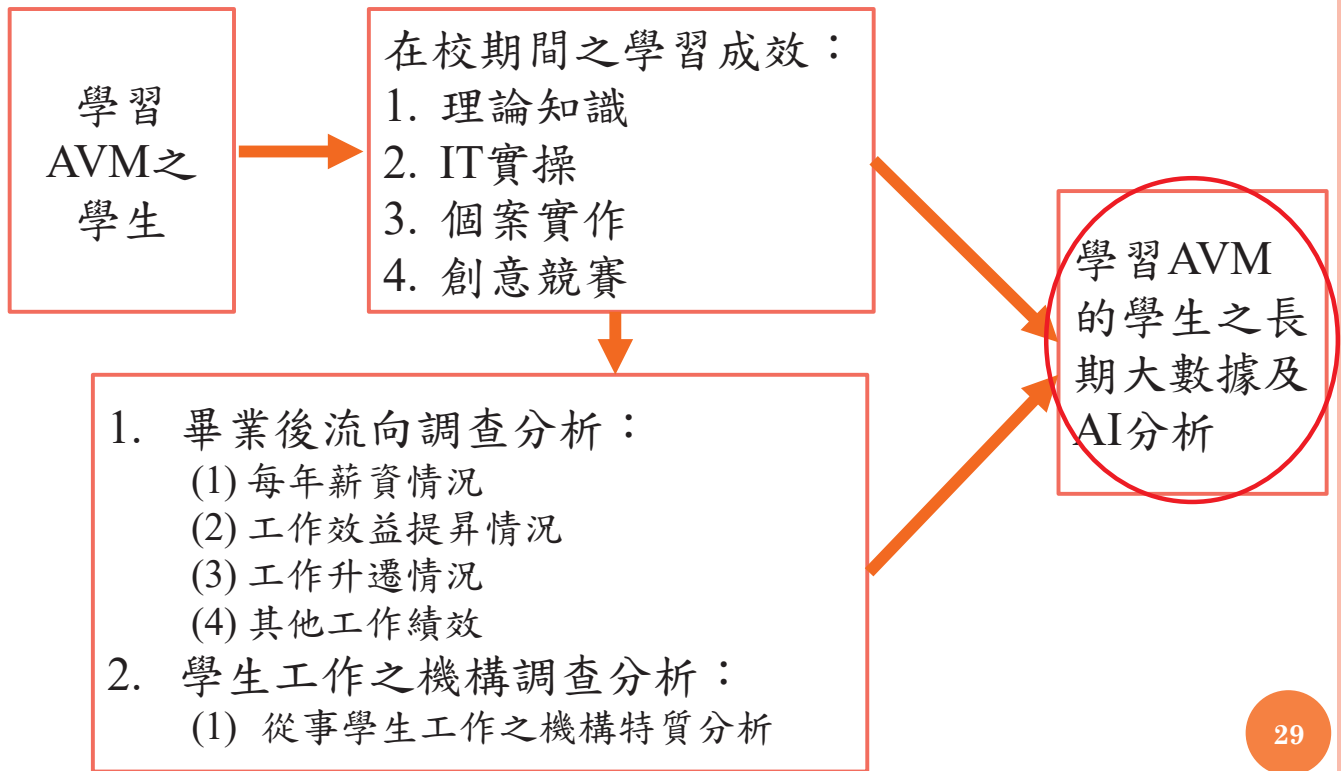 學習
AVM之
學生
在校期間之學習成效：
1. 理論知識
2. IT實操
3. 個案實作
4. 創意競賽
學習AVM
的學生之長
期大數據及
AI分析
1. 畢業後流向調查分析：
(1) 每年薪資情況
(2) 工作效益提昇情況
(3) 工作升遷情況
(4) 其他工作績效
2. 學生工作之機構調查分析：
(1) 從事學生工作之機構特質分析
29